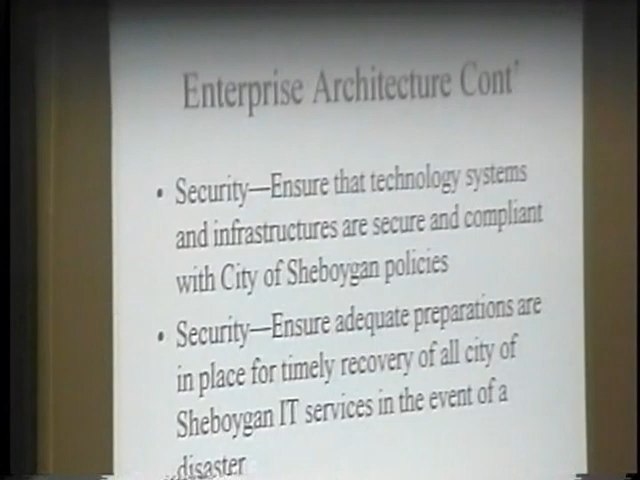 Enterprise Architecture Cont'
• Security—Ensure that technology systems
and infrastructures are secure and compliant
with City of Sheboygan policies
• Security—Ensure adequate preparations are
in place for timely recovery of all city of
Sheboygan IT services in the event of a
disaster